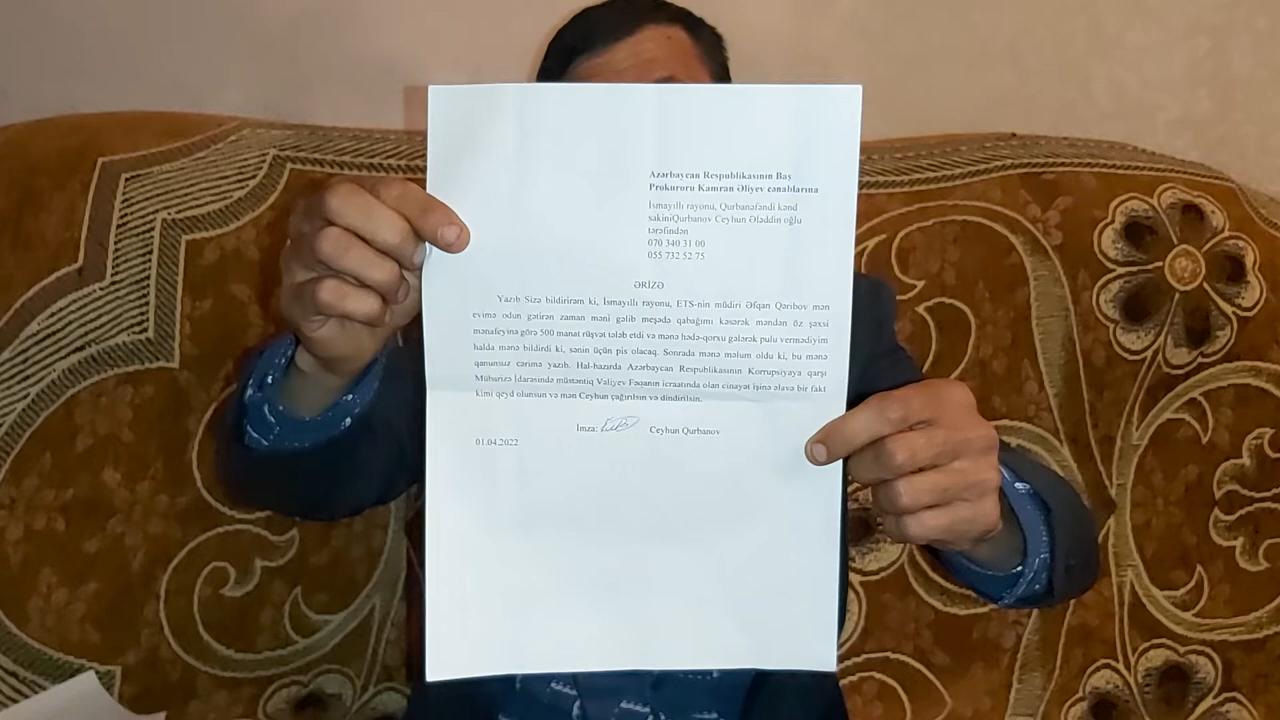 Azərbaycan Respublikasının Baş
Prokuroru Kamran Əliyev cənablarına
İsmayıllı rayonu, Qurbanəfəndi kənd
sakiniQurbanov Ceyhun Ələddin oğlu
tərəfindən
070 340 31 00
055 732 52 75
ƏRİZƏ
Yazıb Sizə bildirirəm ki, İsmayıllı rayonu, ETS-nin müdiri Əfqan Qəribov mən
evimə odun gətirən zaman məni gəlib meşədə qabağımı kəsərək məndən öz şəxsi
mənafeyinə görə 500 manat rüşvət tələb etdi və mənə hədə-qorxu gələrək pulu vermədiyim
halda mənə bildirdi ki, sənin üçün pis olacaq. Sonrada mənə məlum oldu ki, bu mənə
qanunsuz cərimə yazıb. Hal-hazırda Azərbaycan Respublikasının Korrupsiyaya qarşı
Mübarizə İdarəsində müstəntiq Vəliyev Fəqanın icraatında olan cinayət işinə əlavə bir fakt
kimi qeyd olunsun və mən Ceyhun çağırılsın və dindirilsin.
İmza: Ceyhun Qurbanov
01.04.2022